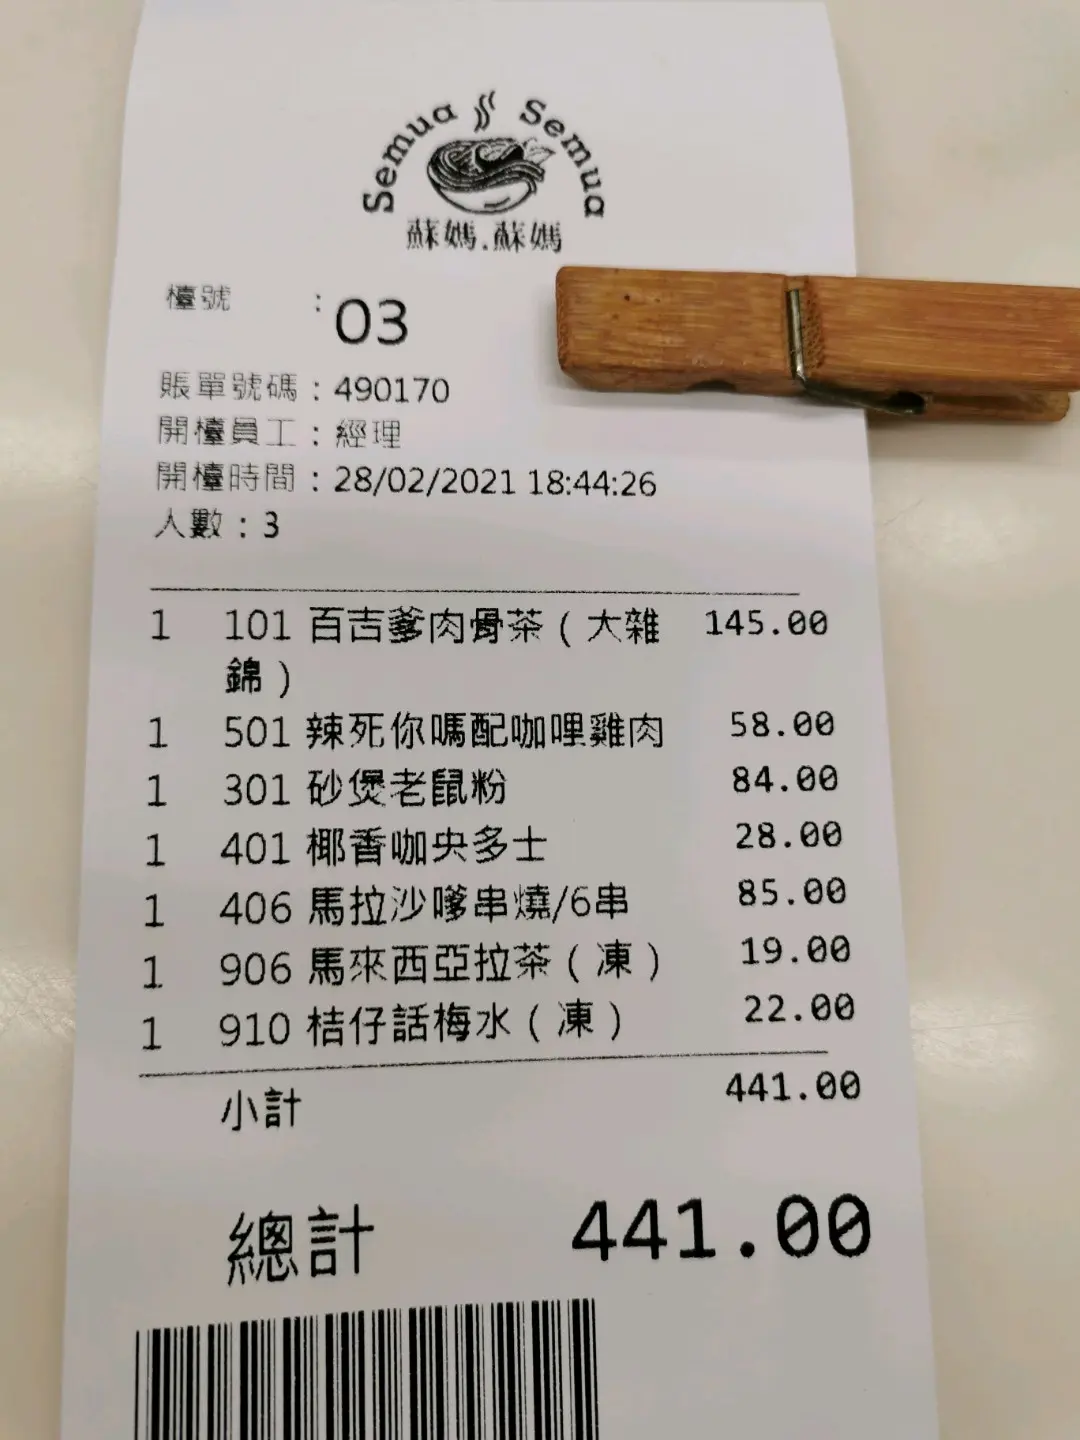 Semua Semua
蘇媽.蘇媽
檯號 : 03
賬單號碼 : 490170
開檯員工 : 經理
開檯時間 : 28/02/2021 18:44:26
人數 : 3
1 101 百吉爹肉骨茶（大雜 145.00
錦）
1 501 辣死你嗎配咖哩雞肉 58.00
1 301 砂煲老鼠粉 84.00
1 401 椰香咖央多士 28.00
1 406 馬拉沙嗲串燒/6串 85.00
1 906 馬來西亞拉茶（凍） 19.00
1 910 桔仔話梅水（凍） 22.00
小計 441.00
總計 441.00